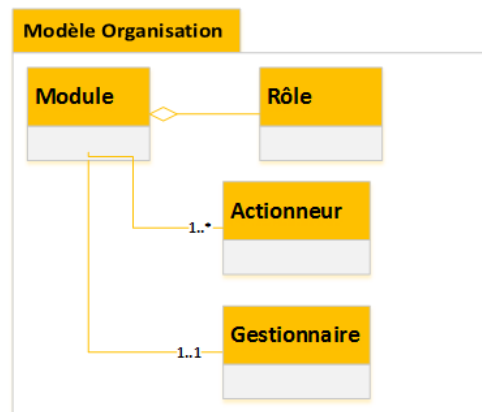 Modèle Organisation
Module
Rôle
Actionneur
1..*
Gestionnaire
1..1